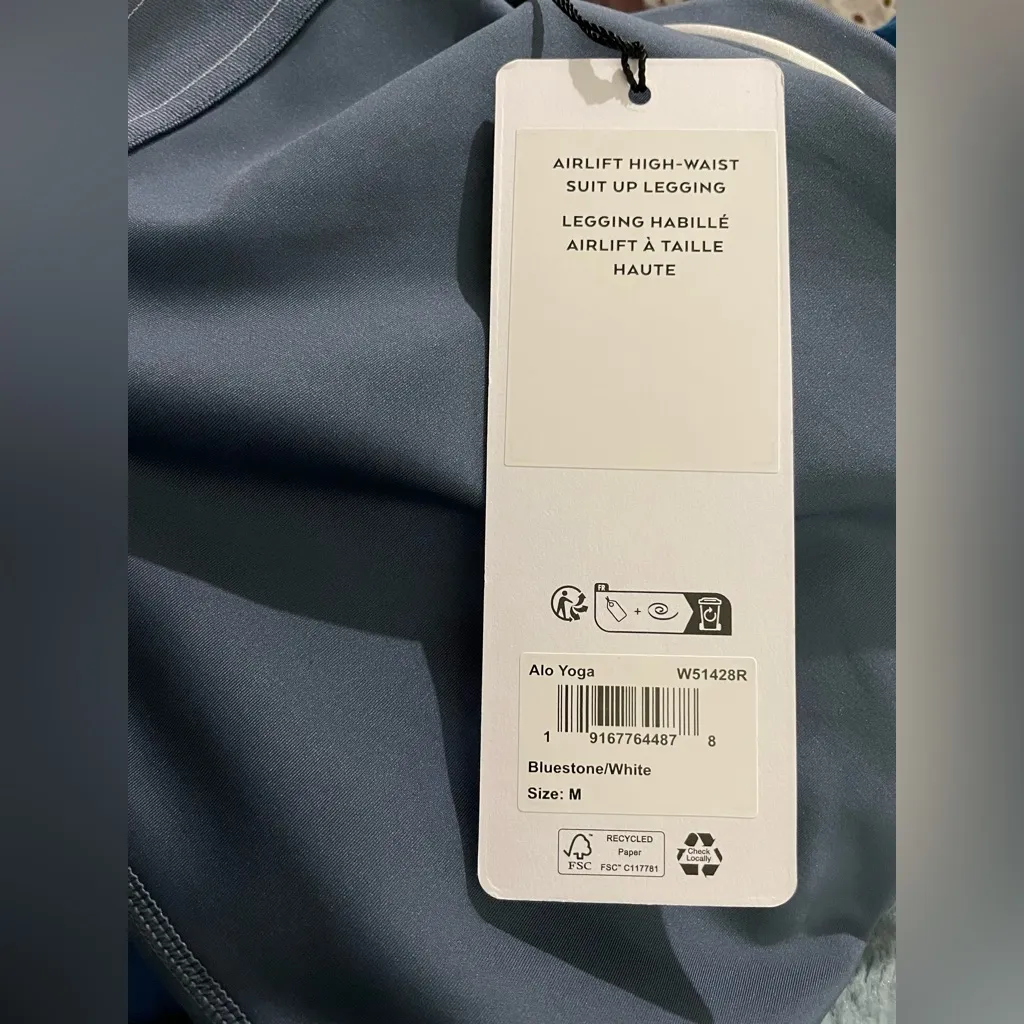 AIRLIFT HIGH-WAIST
SUIT UP LEGGING
LEGGING HABILLÉ
AIRLIFT À TAILLE
HAUTE
FR
+
Alo Yoga W51428R
1 9167764487 8
Bluestone/White
Size: M
RECYCLED
Paper
FSC™ C117781
FSC™
Check
Locally